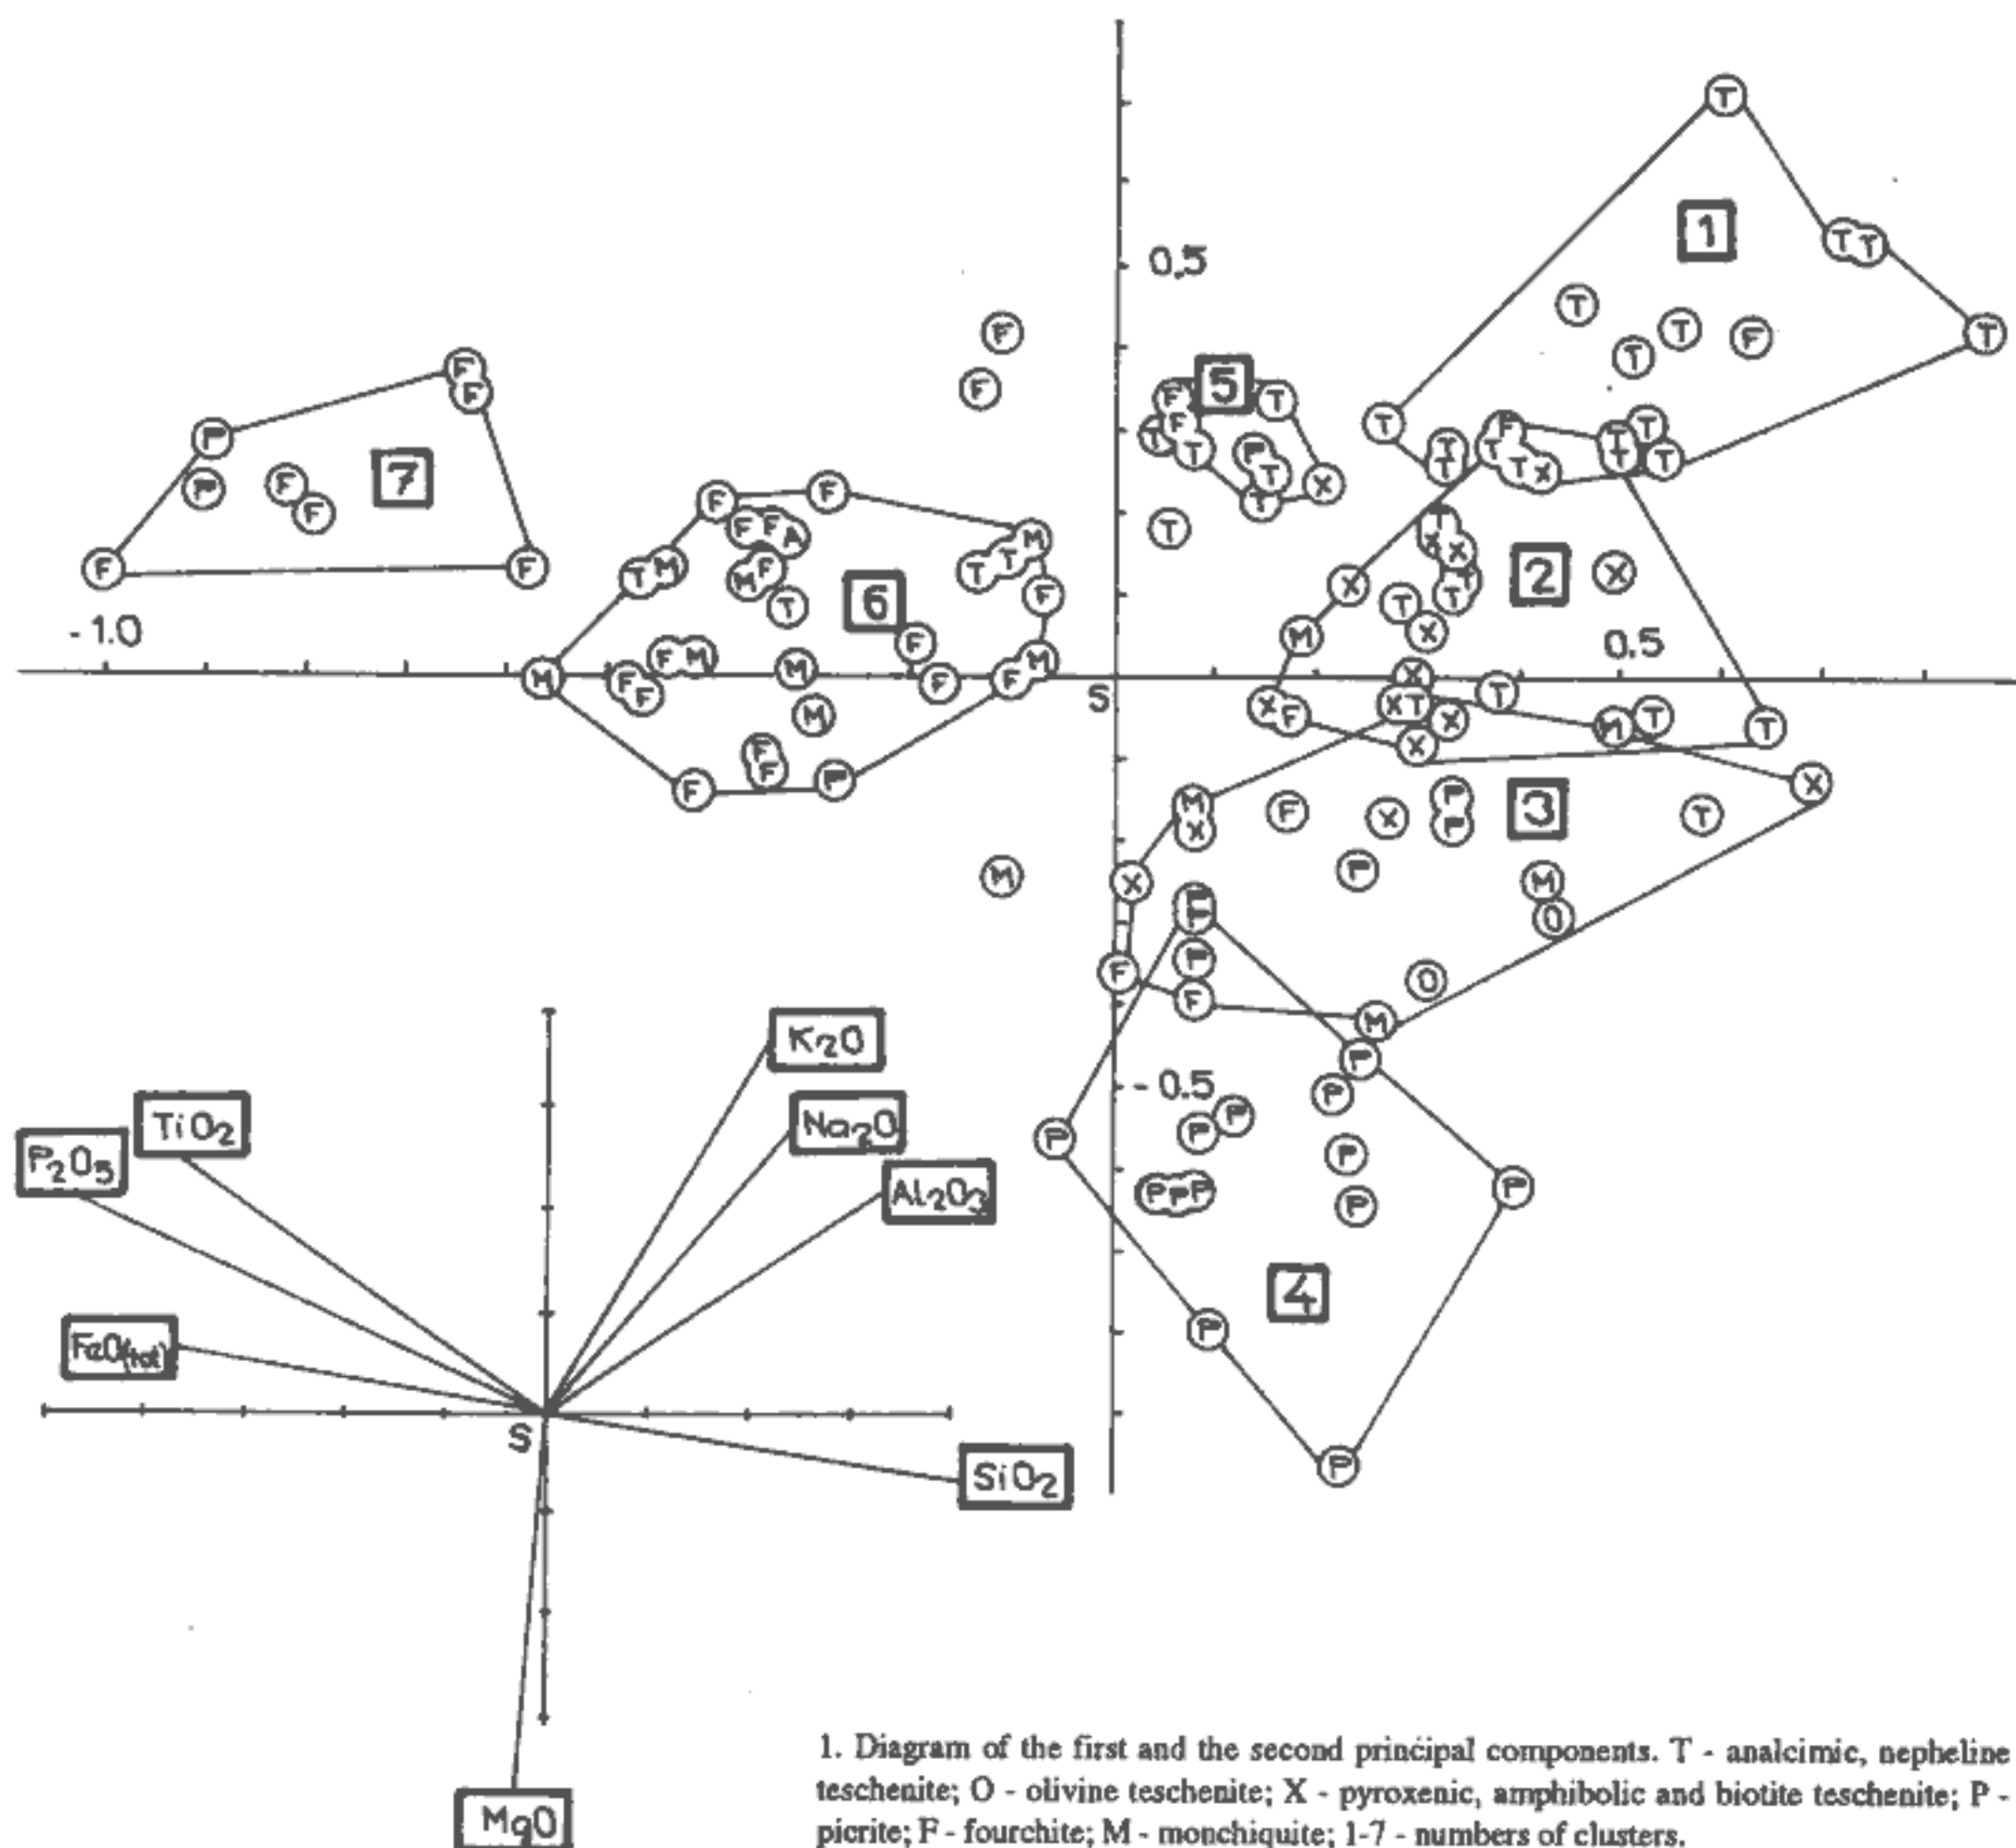 T
1
T T
0.5
T
F
T
T
F
T
F
F
5
T
F
F
T
F
P
7
F
T
P
T
X
T
T
T
F
T
T
T
T
T
T
X
P
F
F
F
F
T
F F A
M
T
T
X
X
2
X
F
F
T M
M F
T T
F
X
T
T
6
T
M
X
- 1.0
F
0.5
M
F M
M
F
F
F
F M
X
S
X F
X T
X
T
M
T
T
M
X
F
F
F
P
M
X
F
X
P
P
3
T
X
M
X
P
M
O
F
P
F
O
F
M
P
- 0.5
P
P
P
P
P P P
P
P
P
4
P
P
K2O
TiO2
Na2O
P2O5
Al2O3
FeO(tot)
S
SiO2
MgO
1. Diagram of the first and the second principal components. T - analcimic, nepheline
teschenite; O - olivine teschenite; X - pyroxenic, amphibolic and biotite teschenite; P -
picrite; F - fourchite; M - monchiquite; 1-7 - numbers of clusters.